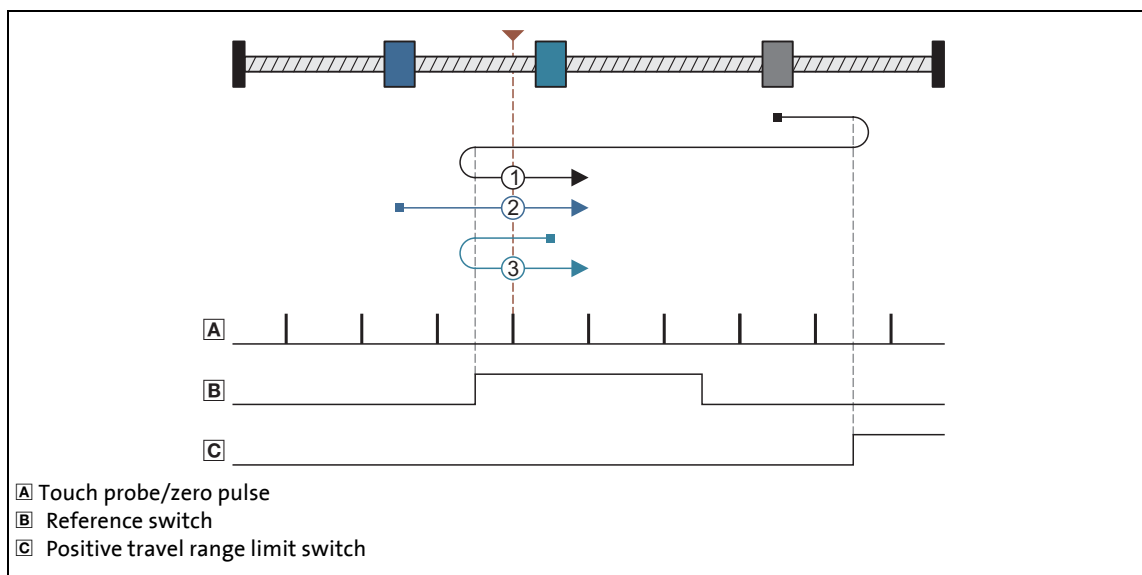 1
2
3
A
B
C
A Touch probe/zero pulse
B Reference switch
C Positive travel range limit switch